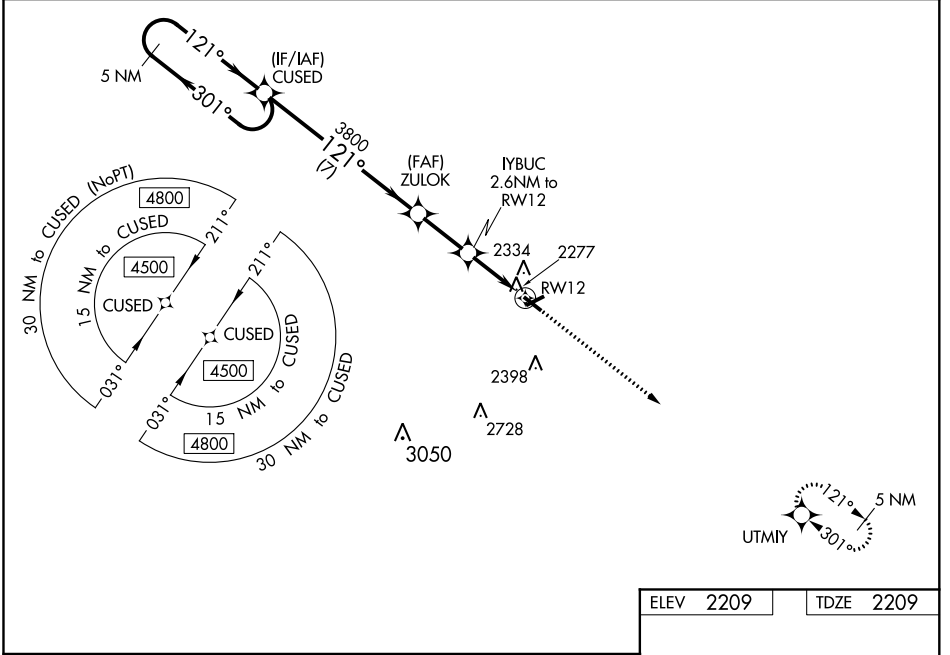 121°
5 NM
301°
(IF/IAF)
CUSED
3800
121°
(7)
(FAF)
ZULOK
IYBUC
2.6NM to
RW12
2334
2277
RW12
30 NM to CUSED (NoPT)
4800
211°
15 NM to CUSED
4500
CUSED
031°
211°
CUSED
4500
031°
15 NM to CUSED
4800
30 NM to CUSED
2398
2728
3050
121°
5 NM
UTMIY
301°
ELEV 2209
TDZE 2209